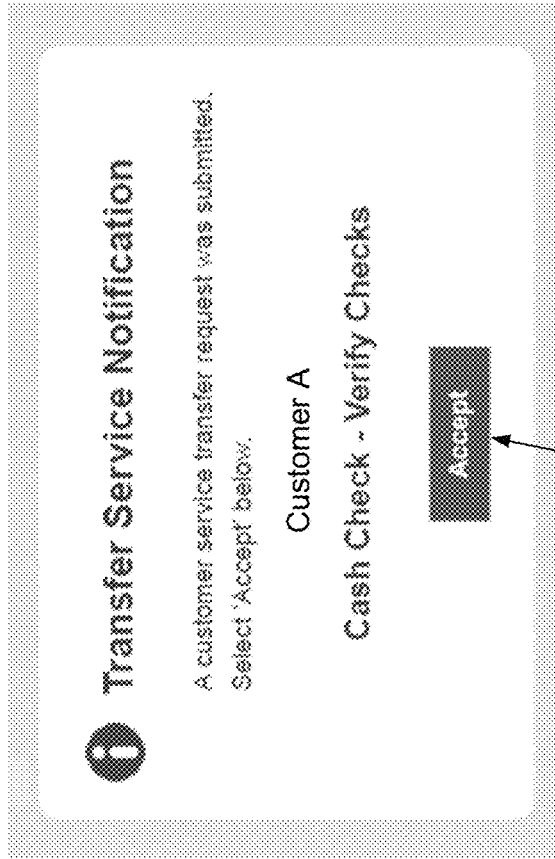 Transfer Service Notification
A customer service transfer request was submitted.
Select 'Accept' below.
Customer A
Cash Check - Verify Checks
Accept